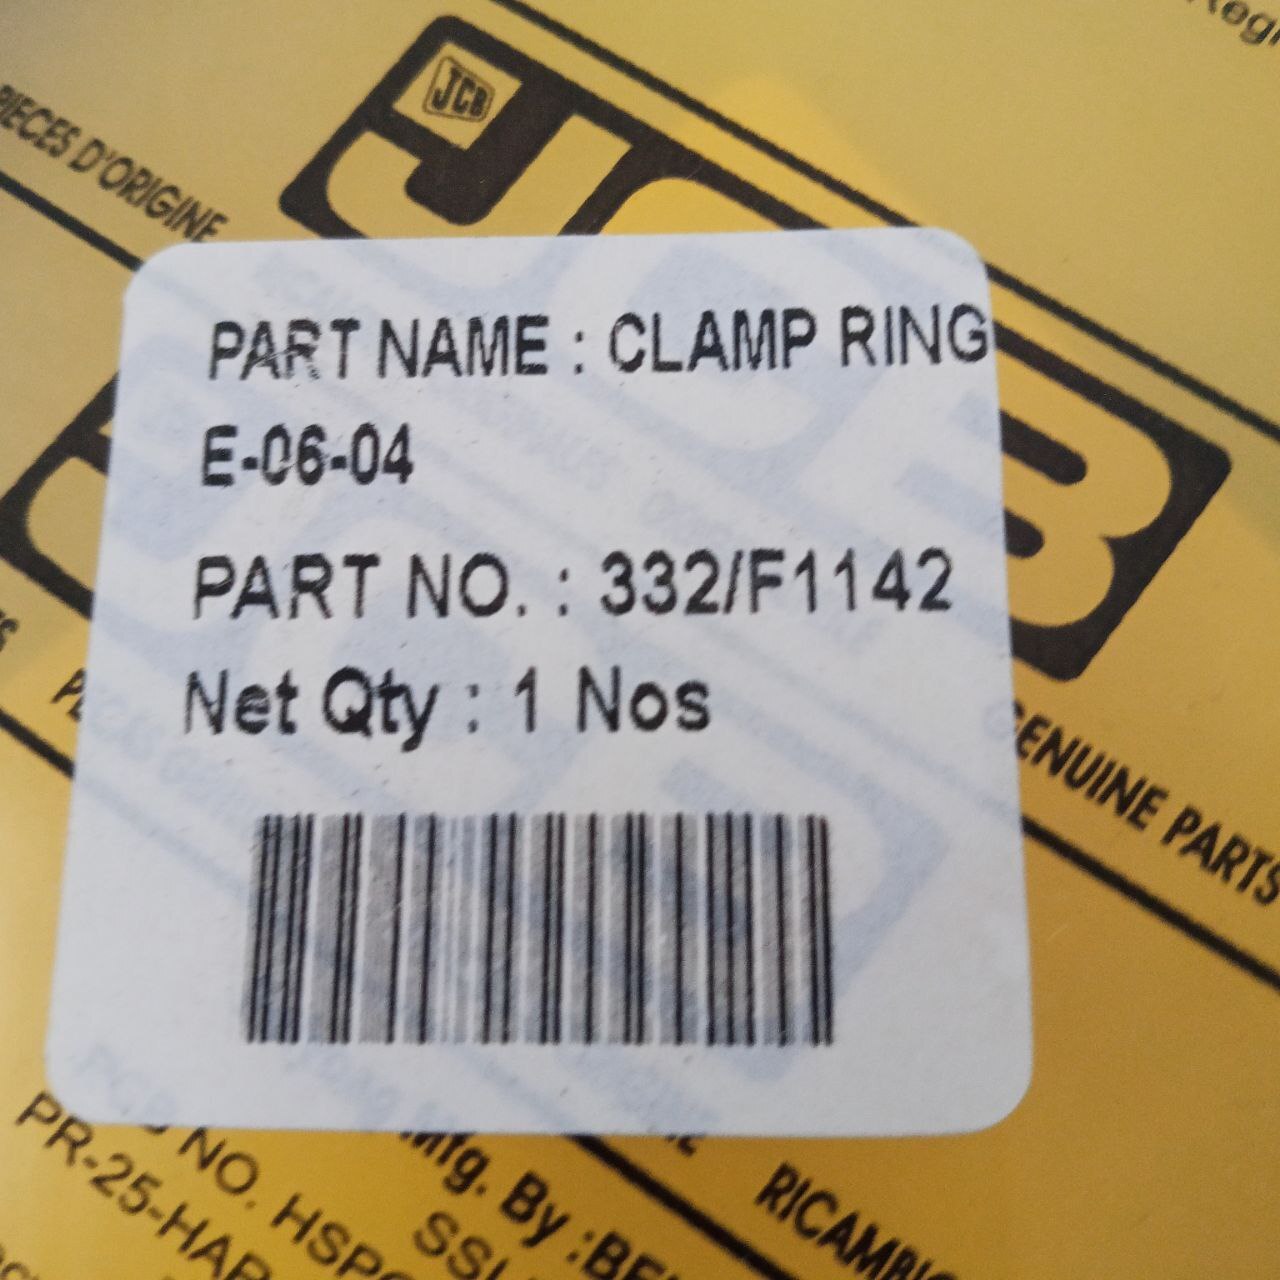 JCB
PIECES D'ORIGINE
PART NAME : CLAMP RING
E-06-04
PART NO. : 332/F1142
Net Qty : 1 Nos
GENUINE PARTS
NO.
PR-25-HAR
Mfg. By :